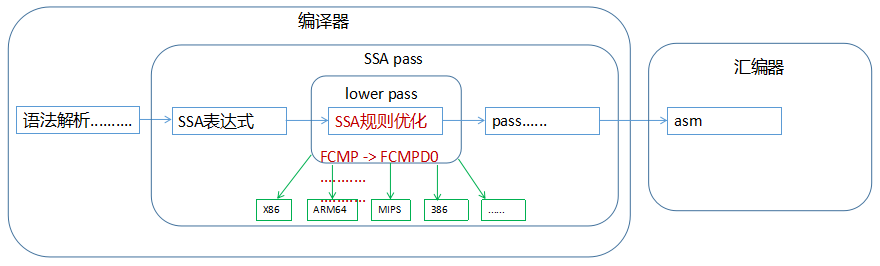 编译器
SSA pass
汇编器
lower pass
语法解析..........
SSA表达式
SSA规则优化
pass......
asm
FCMP -> FCMPD0
..........
..........
X86
ARM64
MIPS
386
......